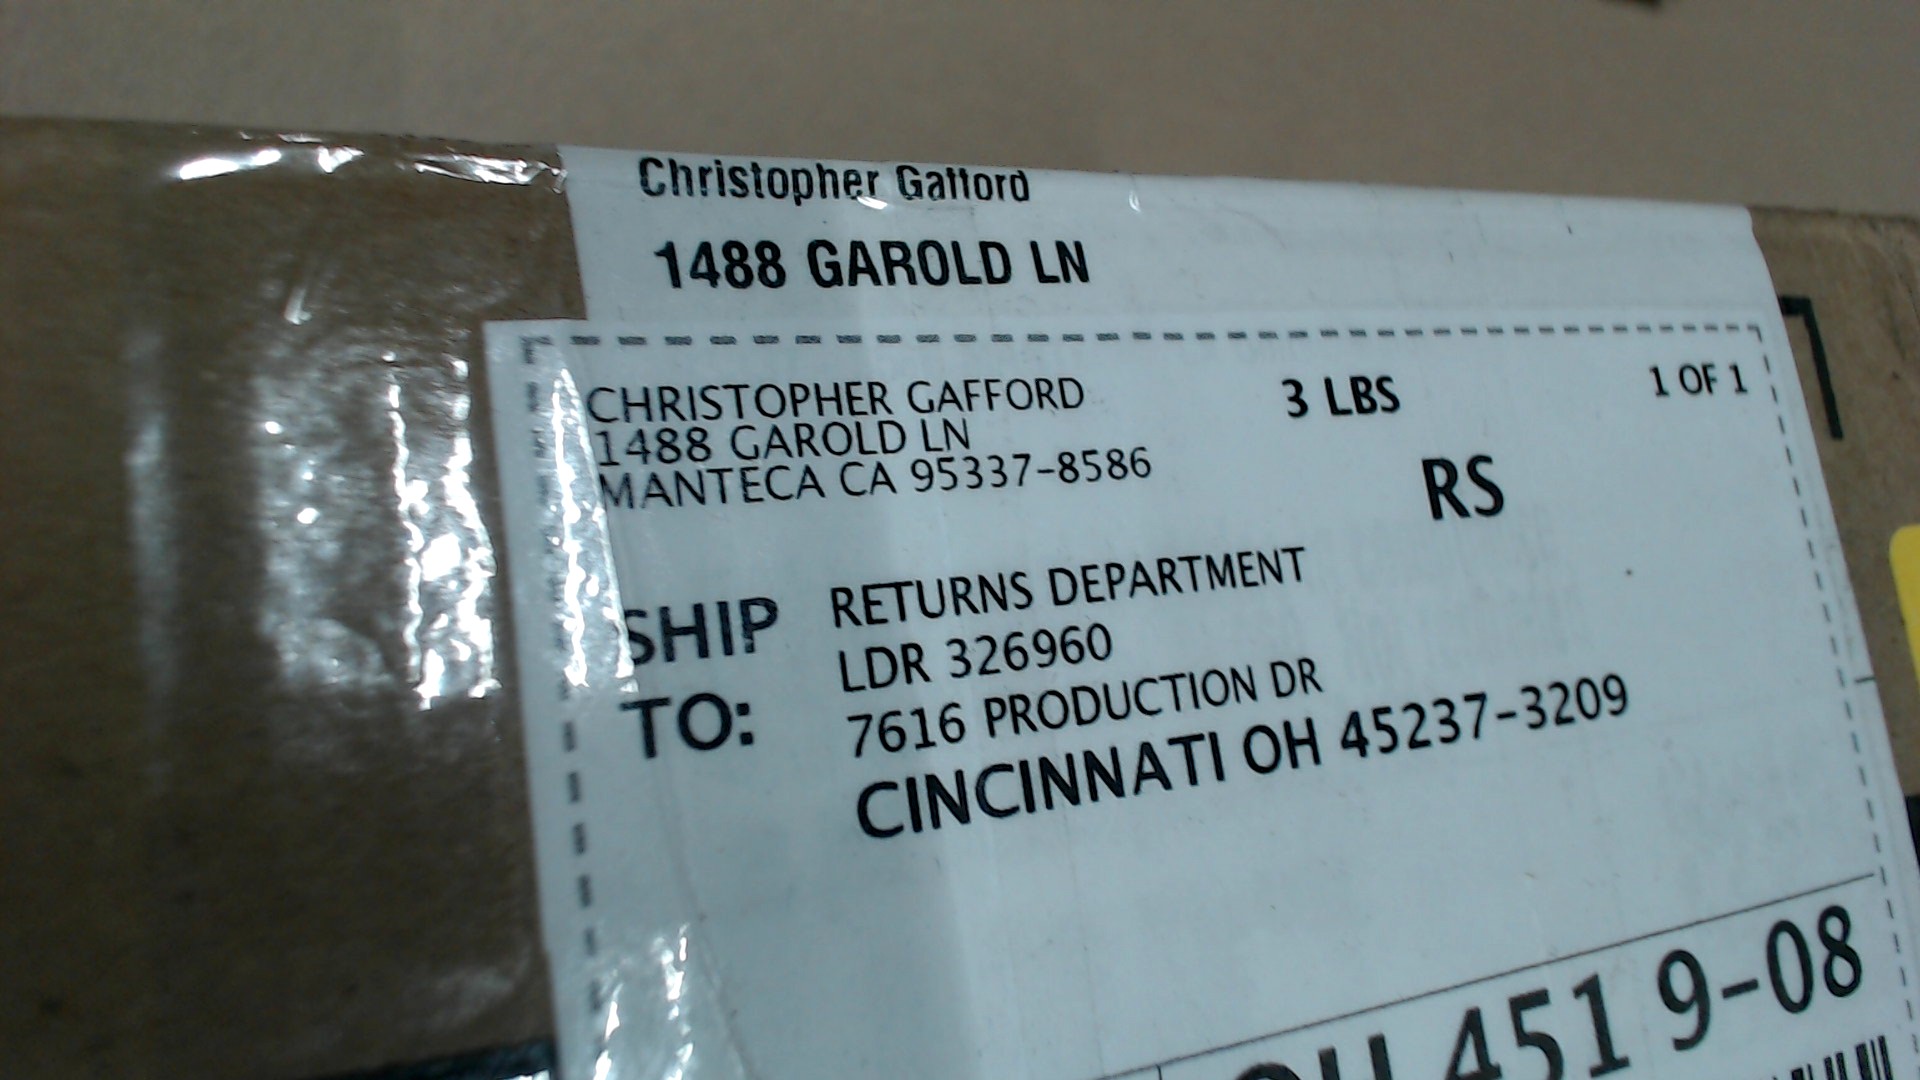 Christopher Gafford
1488 GAROLD LN
CHRISTOPHER GAFFORD
1488 GAROLD LN
MANTECA CA 95337-8586
3 LBS
1 OF 1
RS
SHIP
TO:
RETURNS DEPARTMENT
LDR 326960
7616 PRODUCTION DR
CINCINNATI OH 45237-3209
OH 451 9-08